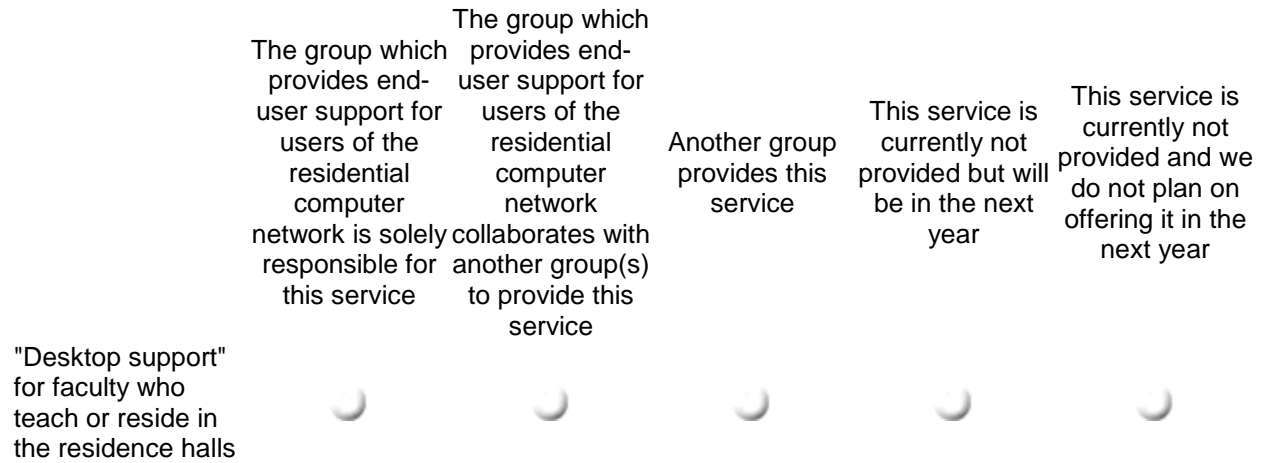 The group which
provides end-
user support for
users of the
residential
computer
network is solely
responsible for
this service
The group which
provides end-
user support for
users of the
residential
computer
network
collaborates with
another group(s)
to provide this
service
Another group
provides this
service
This service is
currently not
provided but will
be in the next
year
This service is
currently not
provided and we
do not plan on
offering it in the
next year
"Desktop support"
for faculty who
teach or reside in
the residence halls